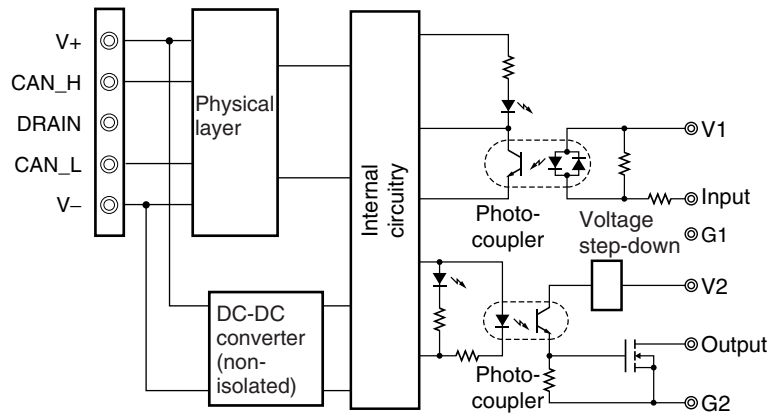 V+
CAN_H
DRAIN
CAN_L
V–
Physical
layer
DC-DC
converter
(non-
isolated)
Internal
circuitry
Photo-
coupler
Voltage
step-down
Photo-
coupler
V1
Input
G1
V2
Output
G2